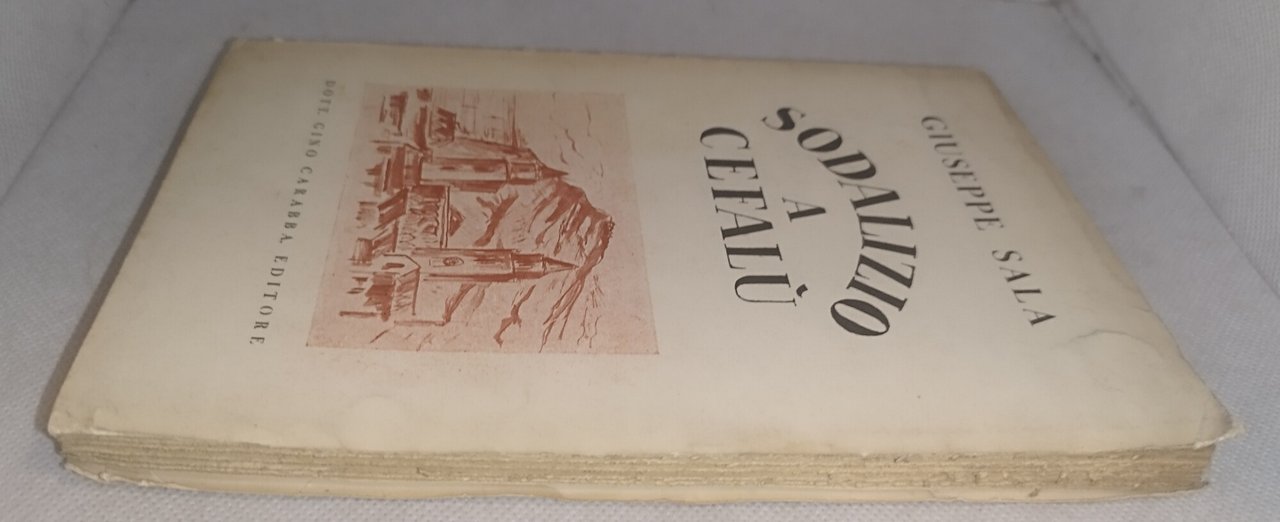 GIUSEPPE SALA
SODALIZIO
A
CEFALÙ
DOTT. GINO CARABBA, EDITORE